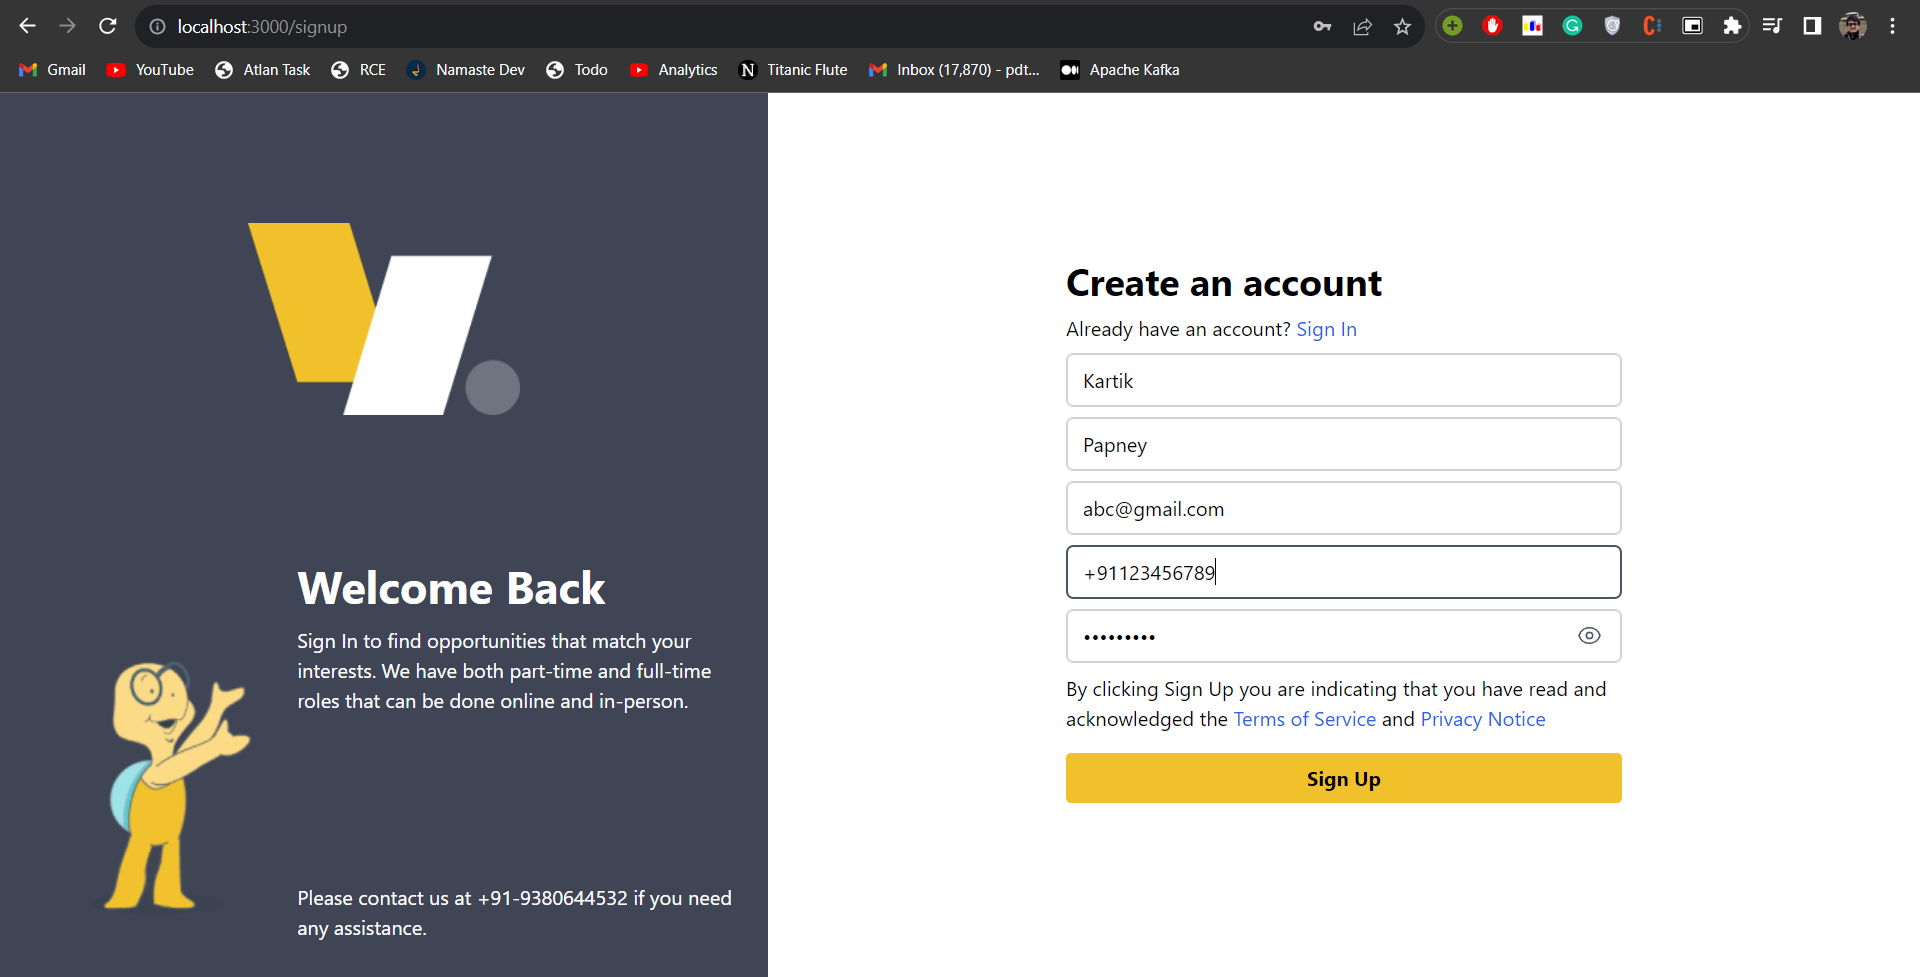 localhost:3000/signup
Gmail
YouTube
Atlan Task
RCE
Namaste Dev
Todo
Analytics
Titanic Flute
Inbox (17,870) - pdt...
Apache Kafka
Welcome Back
Sign In to find opportunities that match your
interests. We have both part-time and full-time
roles that can be done online and in-person.
Please contact us at +91-9380644532 if you need
any assistance.
Create an account
Already have an account? Sign In
Kartik
Papney
abc@gmail.com
+91123456789
•••••••••
By clicking Sign Up you are indicating that you have read and
acknowledged the Terms of Service and Privacy Notice
Sign Up